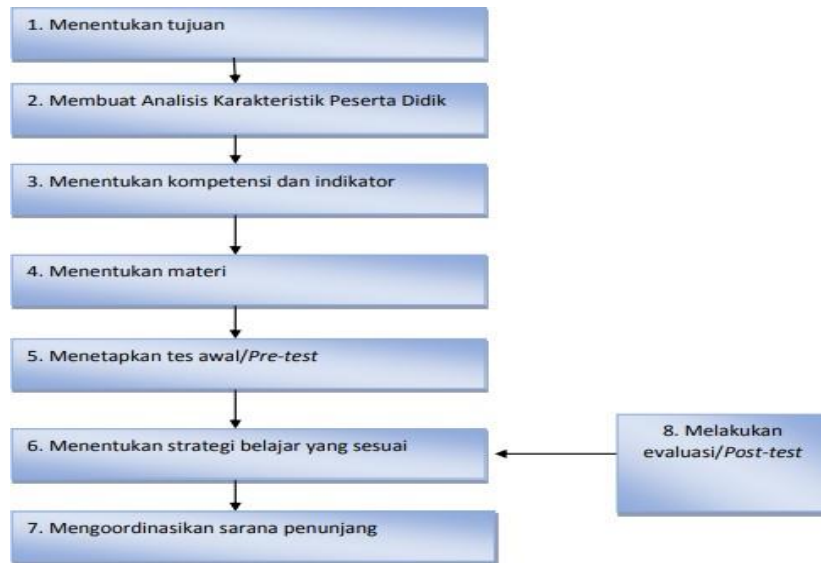 1. Menentukan tujuan
2. Membuat Analisis Karakteristik Peserta Didik
3. Menentukan kompetensi dan indikator
4. Menentukan materi
5. Menetapkan tes awal/Pre-test
6. Menentukan strategi belajar yang sesuai
7. Mengoordinasikan sarana penunjang
8. Melakukan
evaluasi/Post-test